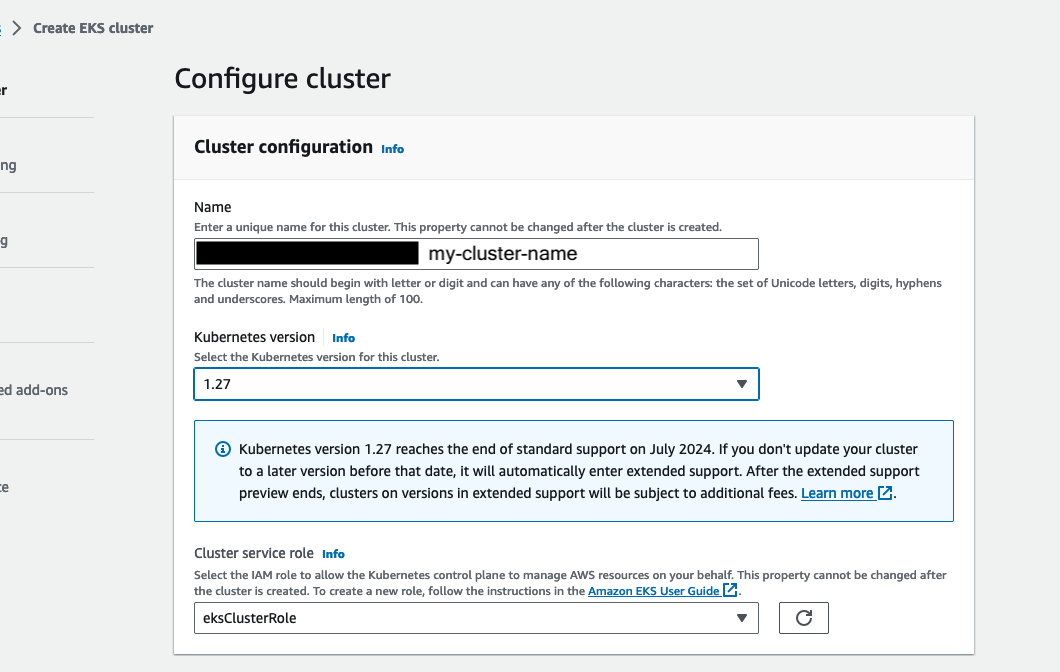 Create EKS cluster
Configure cluster
Cluster configuration Info
Name
Enter a unique name for this cluster. This property cannot be changed after the cluster is created.
my-cluster-name
The cluster name should begin with letter or digit and can have any of the following characters: the set of Unicode letters, digits, hyphens
and underscores. Maximum length of 100.
Kubernetes version Info
Select the Kubernetes version for this cluster.
1.27
Kubernetes version 1.27 reaches the end of standard support on July 2024. If you don't update your cluster
to a later version before that date, it will automatically enter extended support. After the extended support
preview ends, clusters on versions in extended support will be subject to additional fees. Learn more.
ed add-ons
Cluster service role Info
Select the IAM role to allow the Kubernetes control plane to manage AWS resources on your behalf. This property cannot be changed after
the cluster is created. To create a new role, follow the instructions in the Amazon EKS User Guide.
eksClusterRole